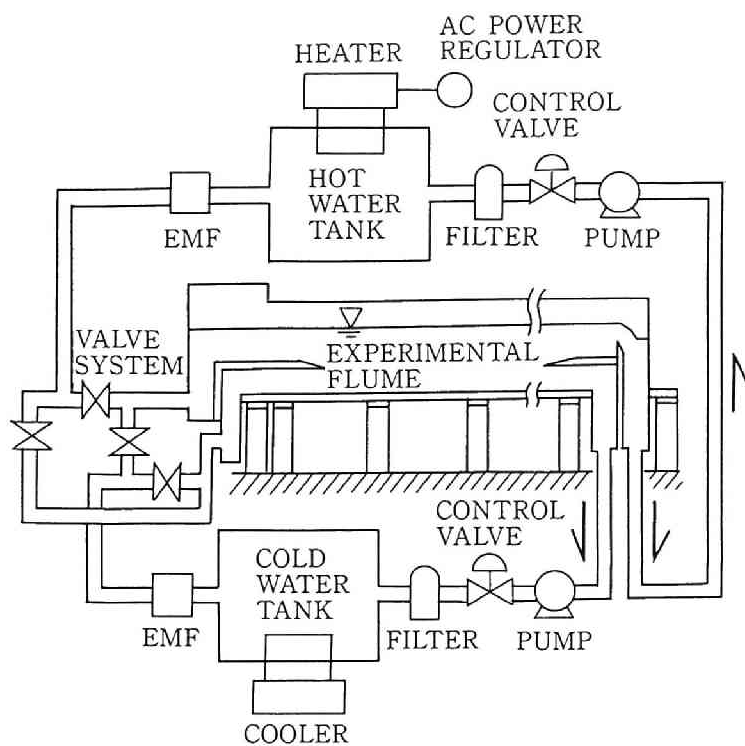 AC POWER
REGULATOR
HEATER
CONTROL
VALVE
HOT
WATER
TANK
EMF
FILTER
PUMP
VALVE
SYSTEM
EXPERIMENTAL
FLUME
CONTROL
VALVE
COLD
WATER
TANK
EMF
FILTER
PUMP
COOLER